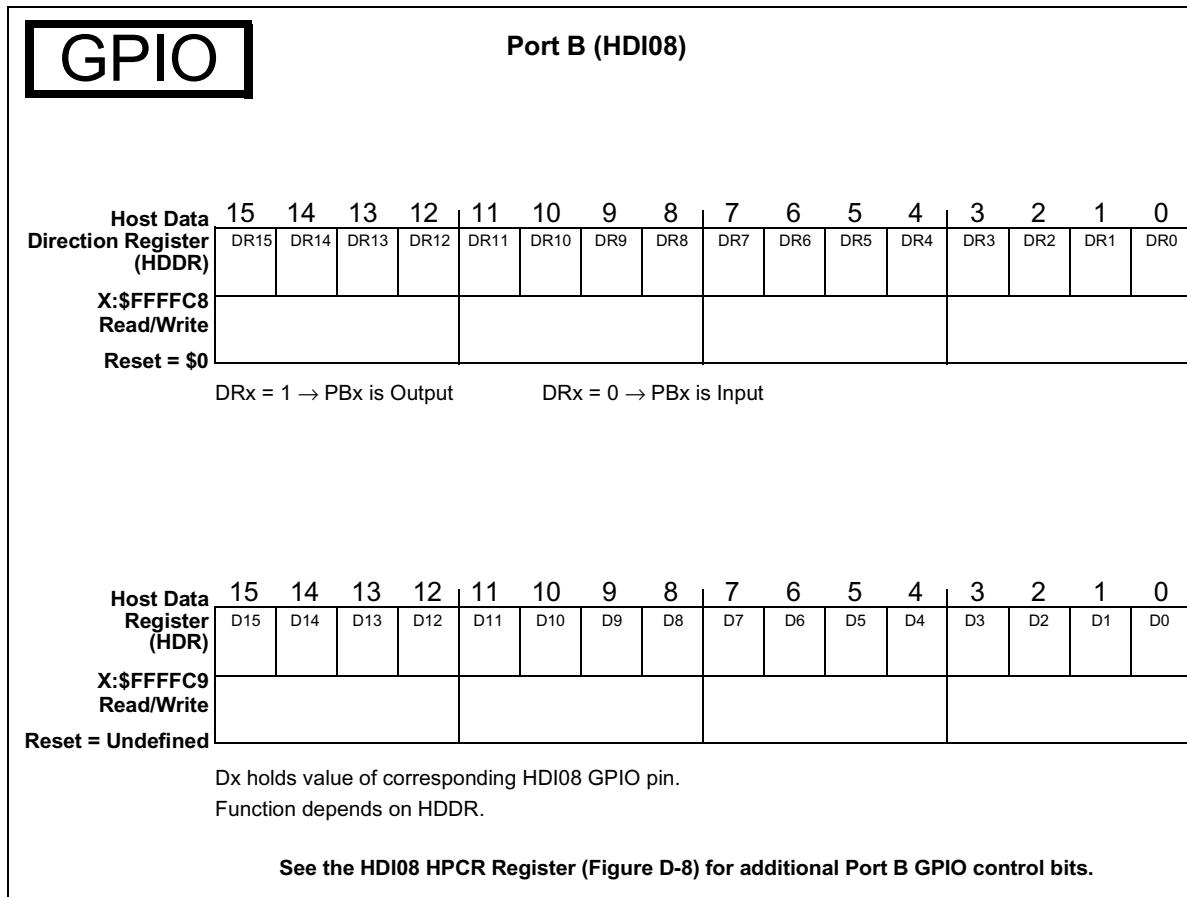 GPIO
Port B (HDI08)
Host Data
Direction Register
(HDDR)
X:$FFFFC8
Read/Write
Reset = $0
15 14 13 12 11 10 9 8 7 6 5 4 3 2 1 0
DR15 DR14 DR13 DR12 DR11 DR10 DR9 DR8 DR7 DR6 DR5 DR4 DR3 DR2 DR1 DR0
DRx = 1 → PBx is Output DRx = 0 → PBx is Input
Host Data
Register
(HDR)
X:$FFFFC9
Read/Write
Reset = Undefined
15 14 13 12 11 10 9 8 7 6 5 4 3 2 1 0
D15 D14 D13 D12 D11 D10 D9 D8 D7 D6 D5 D4 D3 D2 D1 D0
Dx holds value of corresponding HDI08 GPIO pin.
Function depends on HDDR.
See the HDI08 HPCR Register (Figure D-8) for additional Port B GPIO control bits.